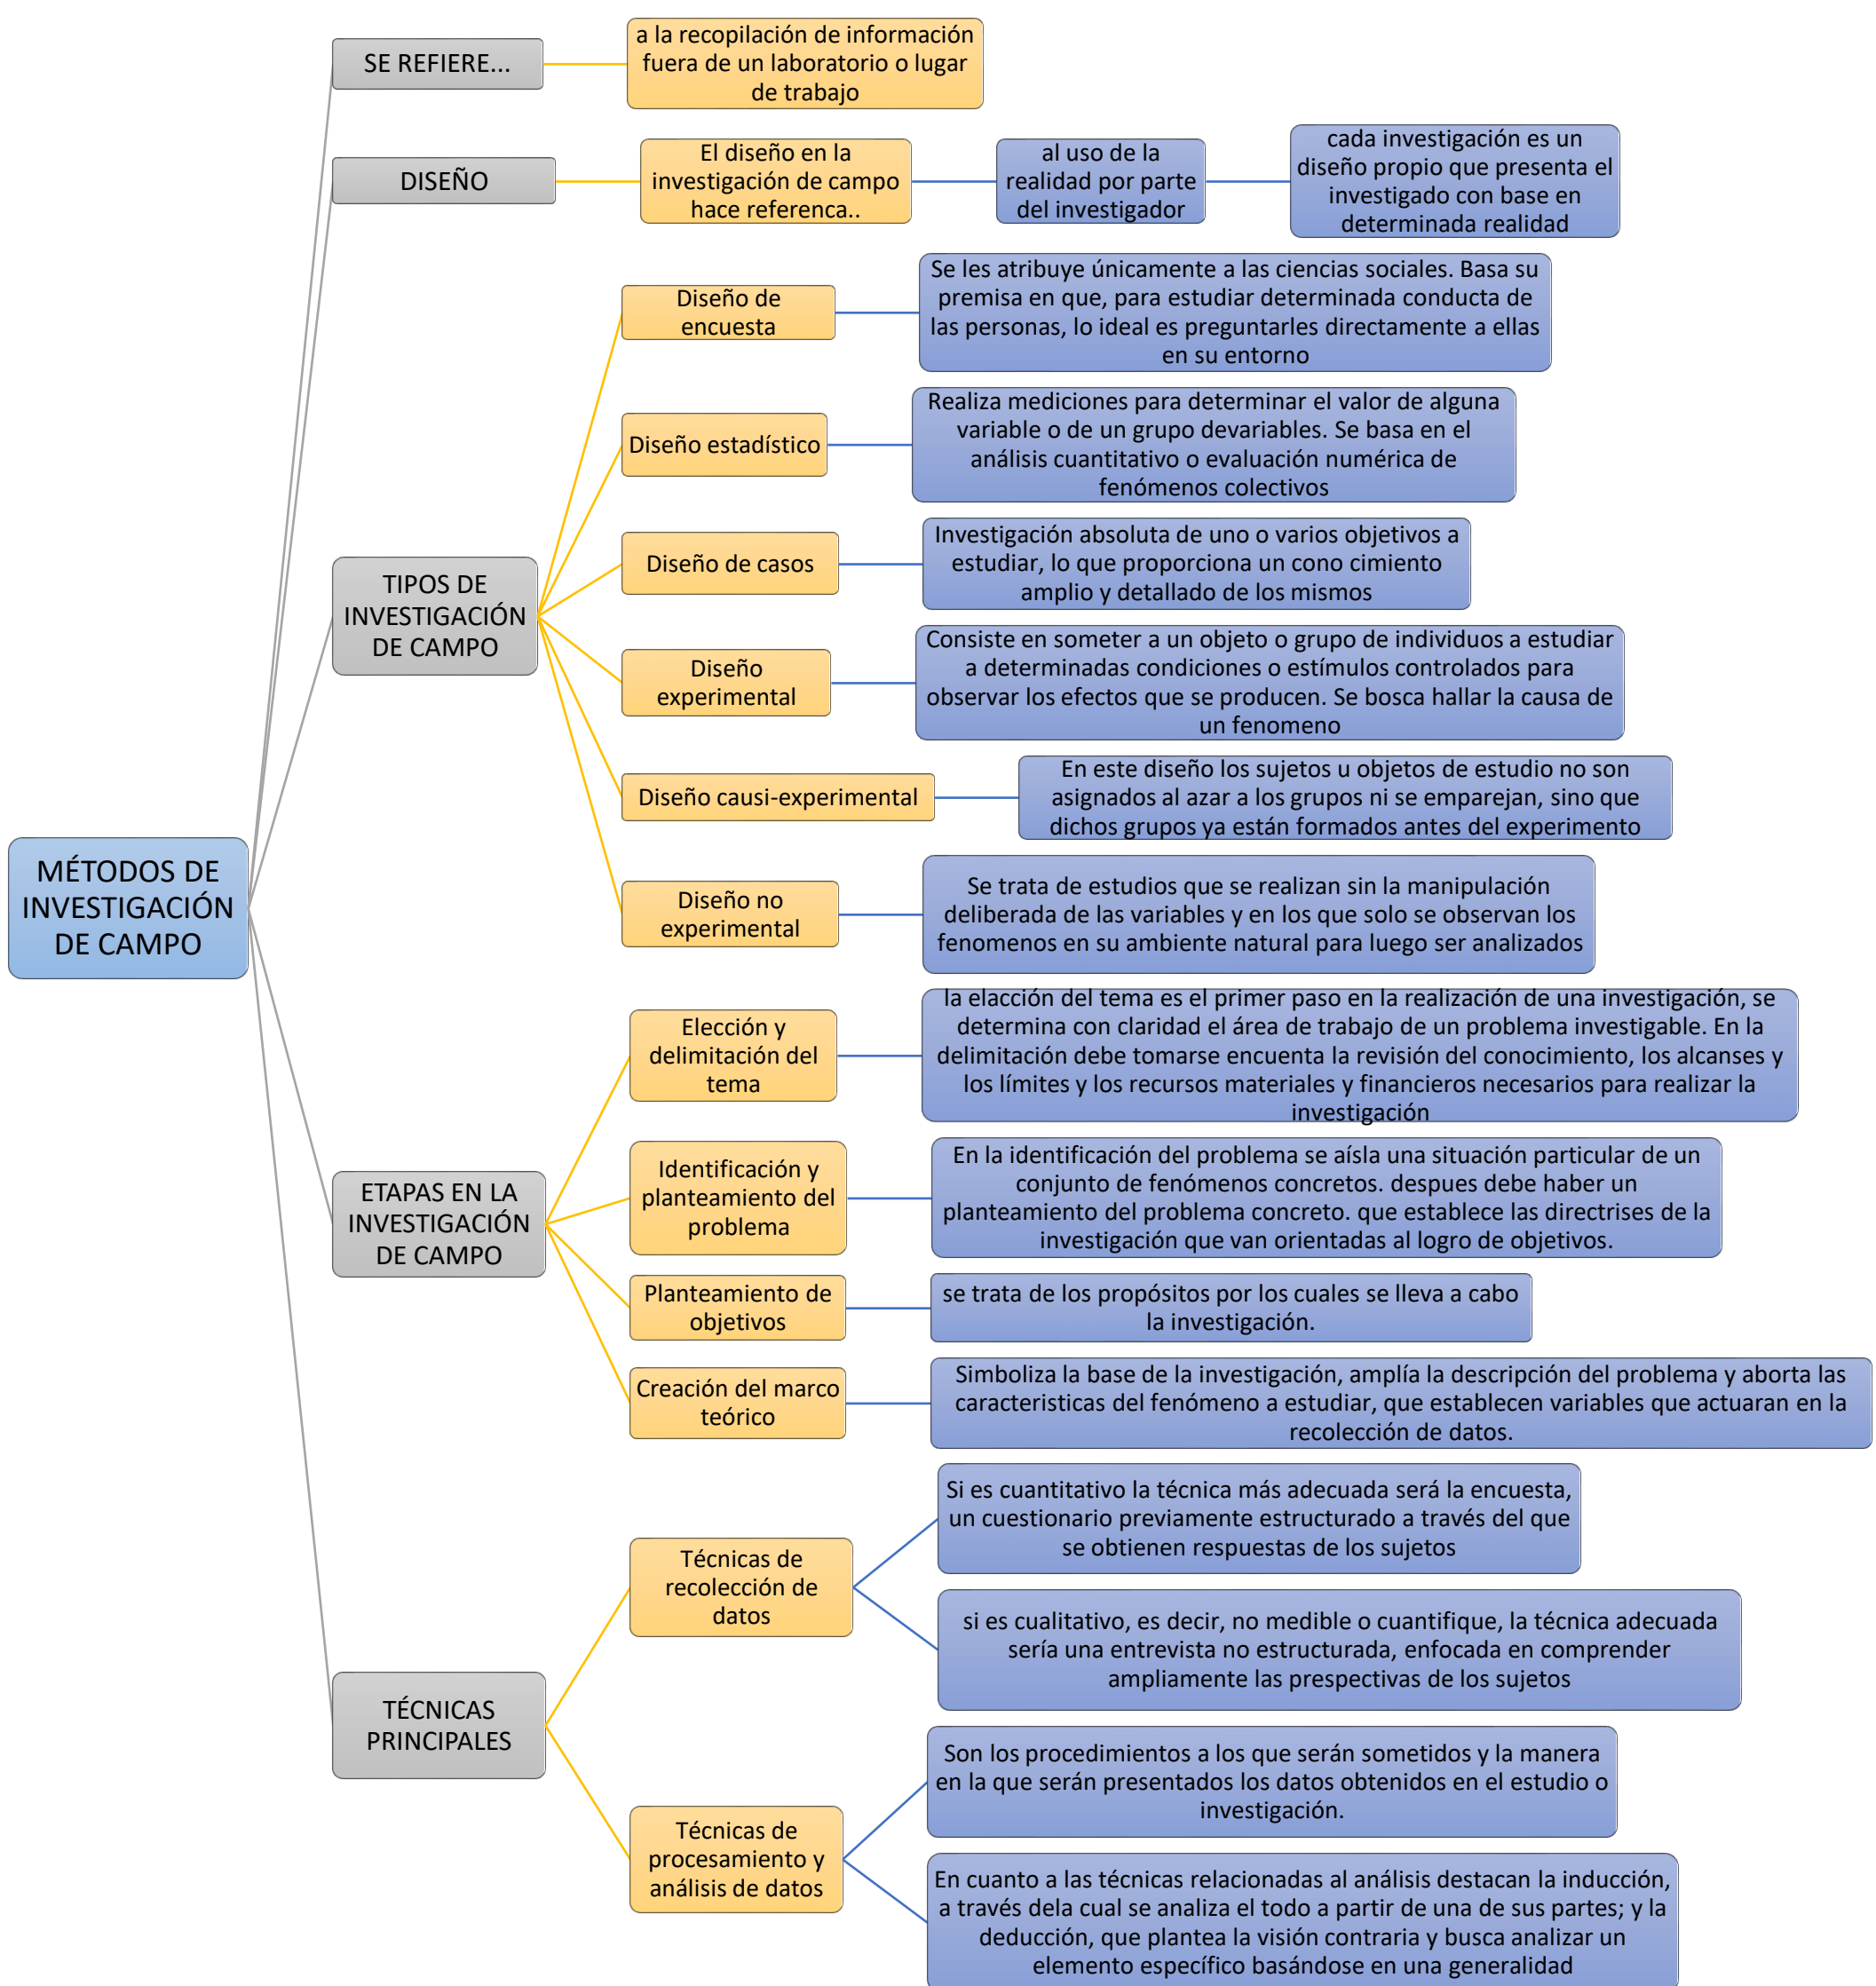 SE REFIERE...
a la recopilación de información
fuera de un laboratorio o lugar
de trabajo
DISEÑO
El diseño en la
investigación de campo
hace referenca..
al uso de la
realidad por parte
del investigador
cada investigación es un
diseño propio que presenta el
investigado con base en
determinada realidad
MÉTODOS DE
INVESTIGACIÓN
DE CAMPO
TIPOS DE
INVESTIGACIÓN
DE CAMPO
Diseño de
encuesta
Se les atribuye únicamente a las ciencias sociales. Basa su
premisa en que, para estudiar determinada conducta de
las personas, lo ideal es preguntarles directamente a ellas
en su entorno
Diseño estadístico
Realiza mediciones para determinar el valor de alguna
variable o de un grupo devariables. Se basa en el
análisis cuantitativo o evaluación numérica de
fenómenos colectivos
Diseño de casos
Investigación absoluta de uno o varios objetivos a
estudiar, lo que proporciona un cono cimiento
amplio y detallado de los mismos
Diseño
experimental
Consiste en someter a un objeto o grupo de individuos a estudiar
a determinadas condiciones o estímulos controlados para
observar los efectos que se producen. Se bosca hallar la causa de
un fenomeno
Diseño causi-experimental
En este diseño los sujetos u objetos de estudio no son
asignados al azar a los grupos ni se emparejan, sino que
dichos grupos ya están formados antes del experimento
Diseño no
experimental
Se trata de estudios que se realizan sin la manipulación
deliberada de las variables y en los que solo se observan los
fenomenos en su ambiente natural para luego ser analizados
ETAPAS EN LA
INVESTIGACIÓN
DE CAMPO
Elección y
delimitación del
tema
la elacción del tema es el primer paso en la realización de una investigación, se
determina con claridad el área de trabajo de un problema investigable. En la
delimitación debe tomarse encuenta la revisión del conocimiento, los alcanses y
los límites y los recursos materiales y financieros necesarios para realizar la
investigación
Identificación y
planteamiento del
problema
En la identificación del problema se aísla una situación particular de un
conjunto de fenómenos concretos. despues debe haber un
planteamiento del problema concreto. que establece las directrises de la
investigación que van orientadas al logro de objetivos.
Planteamiento de
objetivos
se trata de los propósitos por los cuales se lleva a cabo
la investigación.
Creación del marco
teórico
Simboliza la base de la investigación, amplía la descripción del problema y aborta las
caracteristicas del fenómeno a estudiar, que establecen variables que actuaran en la
recolección de datos.
TÉCNICAS
PRINCIPALES
Técnicas de
recolección de
datos
Si es cuantitativo la técnica más adecuada será la encuesta,
un cuestionario previamente estructurado a través del que
se obtienen respuestas de los sujetos
si es cualitativo, es decir, no medible o cuantifique, la técnica adecuada
sería una entrevista no estructurada, enfocada en comprender
ampliamente las prespectivas de los sujetos
Técnicas de
procesamiento y
análisis de datos
Son los procedimientos a los que serán sometidos y la manera
en la que serán presentados los datos obtenidos en el estudio o
investigación.
En cuanto a las técnicas relacionadas al análisis destacan la inducción,
a través dela cual se analiza el todo a partir de una de sus partes; y la
deducción, que plantea la visión contraria y busca analizar un
elemento específico basándose en una generalidad